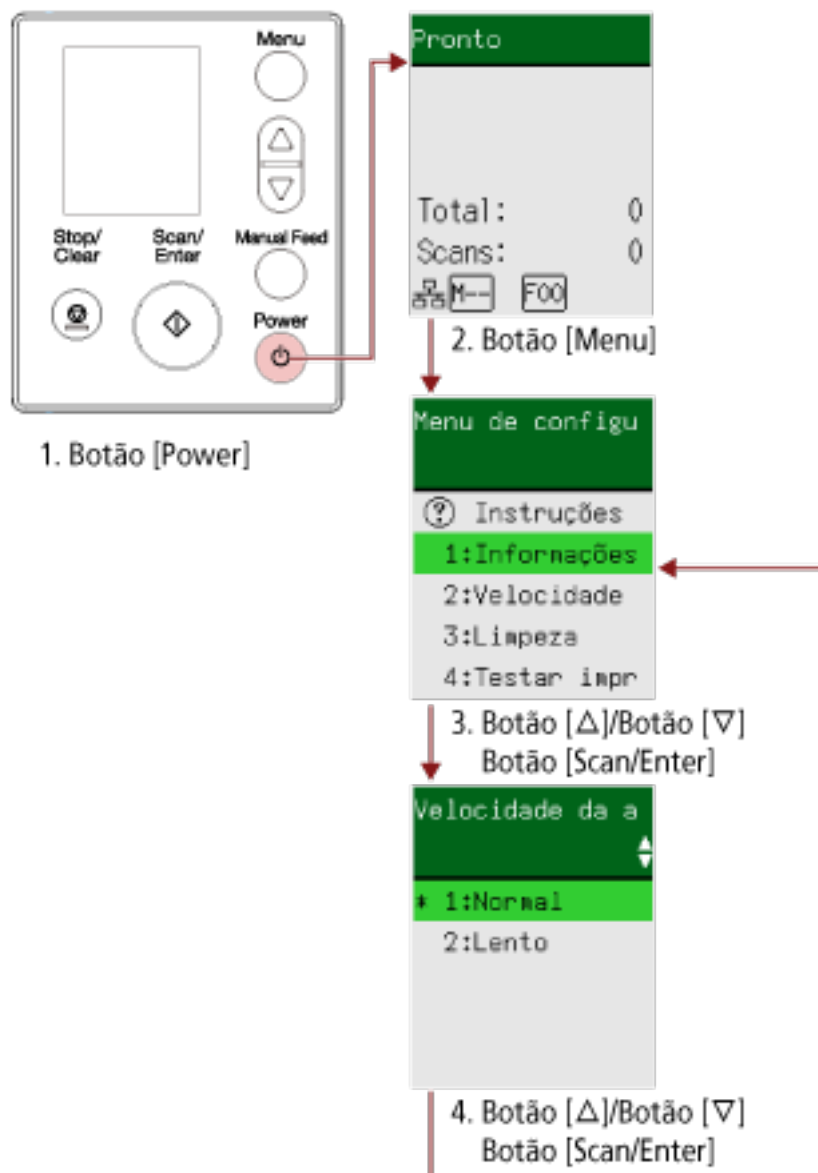 Menu
Stop/
Clear
Scan/
Enter
Manual Feed
Power
1. Botão [Power]
Pronto
Total: 0
Scans: 0
M-- F00
2. Botão [Menu]
Menu de configu
? Instruções
1:Informações
2:Velocidade
3:Limpeza
4:Testar impr
3. Botão [△]/Botão [▽]
Botão [Scan/Enter]
Velocidade da a
* 1:Normal
2:Lento
4. Botão [△]/Botão [▽]
Botão [Scan/Enter]